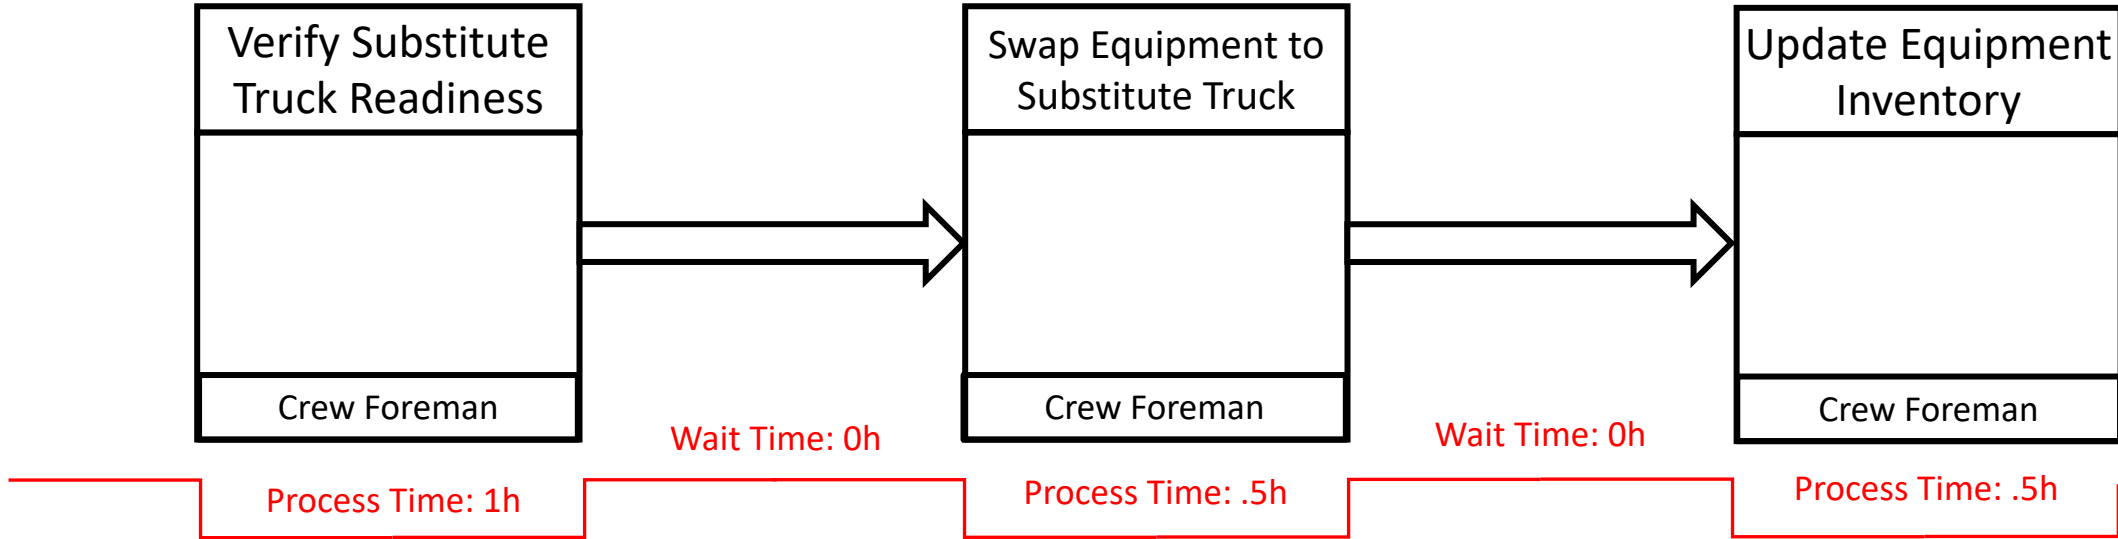 Verify Substitute
Truck Readiness
Crew Foreman
Process Time: 1h
Wait Time: 0h
Swap Equipment to
Substitute Truck
Crew Foreman
Process Time: .5h
Wait Time: 0h
Update Equipment
Inventory
Crew Foreman
Process Time: .5h